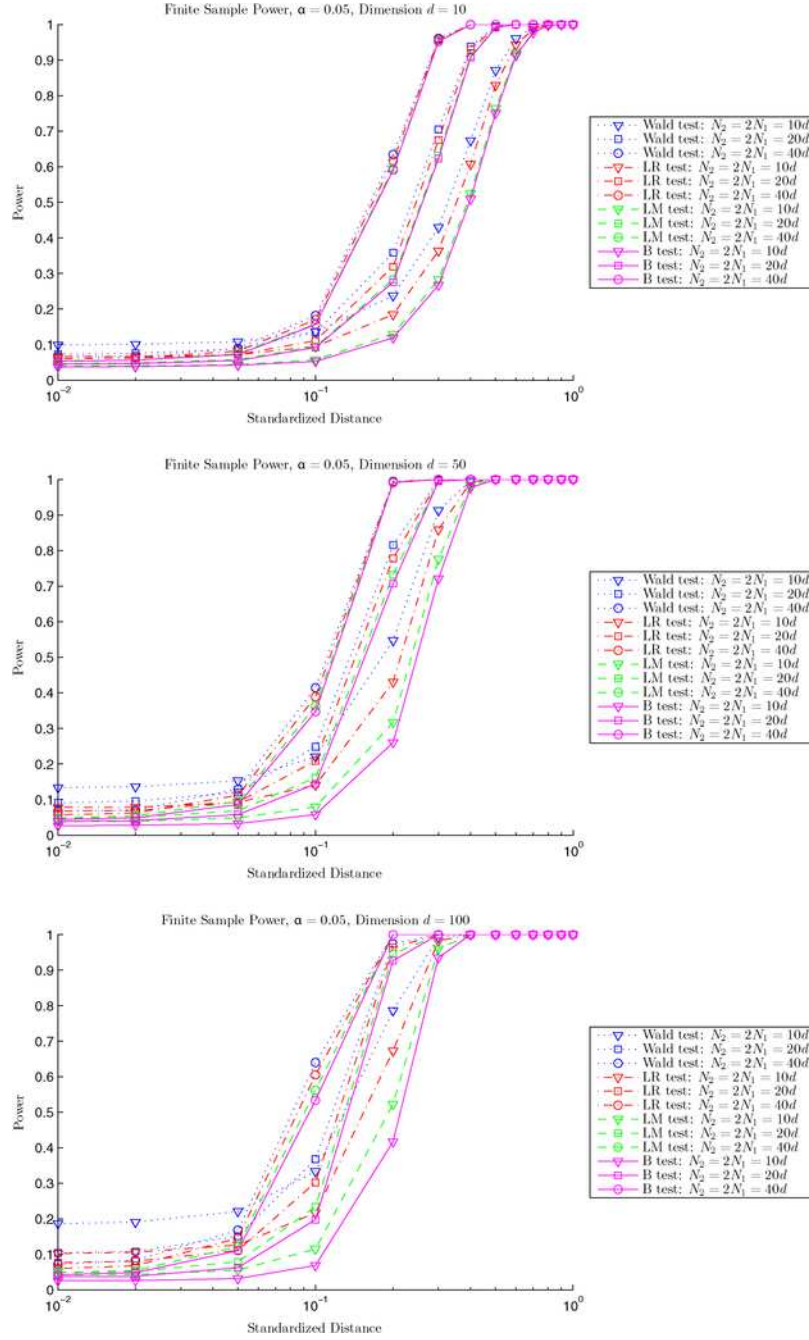 Finite Sample Power, α = 0.05, Dimension d = 10
1
0.9
0.8
0.7
0.6
0.5
0.4
0.3
0.2
0.1
0
Power
10⁻²
10⁻¹
10⁰
Standardized Distance
Wald test: N₂ = 2N₁ = 10d
Wald test: N₂ = 2N₁ = 20d
Wald test: N₂ = 2N₁ = 40d
LR test: N₂ = 2N₁ = 10d
LR test: N₂ = 2N₁ = 20d
LR test: N₂ = 2N₁ = 40d
LM test: N₂ = 2N₁ = 10d
LM test: N₂ = 2N₁ = 20d
LM test: N₂ = 2N₁ = 40d
B test: N₂ = 2N₁ = 10d
B test: N₂ = 2N₁ = 20d
B test: N₂ = 2N₁ = 40d
Finite Sample Power, α = 0.05, Dimension d = 50
1
0.9
0.8
0.7
0.6
0.5
0.4
0.3
0.2
0.1
0
Power
10⁻²
10⁻¹
10⁰
Standardized Distance
Wald test: N₂ = 2N₁ = 10d
Wald test: N₂ = 2N₁ = 20d
Wald test: N₂ = 2N₁ = 40d
LR test: N₂ = 2N₁ = 10d
LR test: N₂ = 2N₁ = 20d
LR test: N₂ = 2N₁ = 40d
LM test: N₂ = 2N₁ = 10d
LM test: N₂ = 2N₁ = 20d
LM test: N₂ = 2N₁ = 40d
B test: N₂ = 2N₁ = 10d
B test: N₂ = 2N₁ = 20d
B test: N₂ = 2N₁ = 40d
Finite Sample Power, α = 0.05, Dimension d = 100
1
0.9
0.8
0.7
0.6
0.5
0.4
0.3
0.2
0.1
0
Power
10⁻²
10⁻¹
10⁰
Standardized Distance
Wald test: N₂ = 2N₁ = 10d
Wald test: N₂ = 2N₁ = 20d
Wald test: N₂ = 2N₁ = 40d
LR test: N₂ = 2N₁ = 10d
LR test: N₂ = 2N₁ = 20d
LR test: N₂ = 2N₁ = 40d
LM test: N₂ = 2N₁ = 10d
LM test: N₂ = 2N₁ = 20d
LM test: N₂ = 2N₁ = 40d
B test: N₂ = 2N₁ = 10d
B test: N₂ = 2N₁ = 20d
B test: N₂ = 2N₁ = 40d